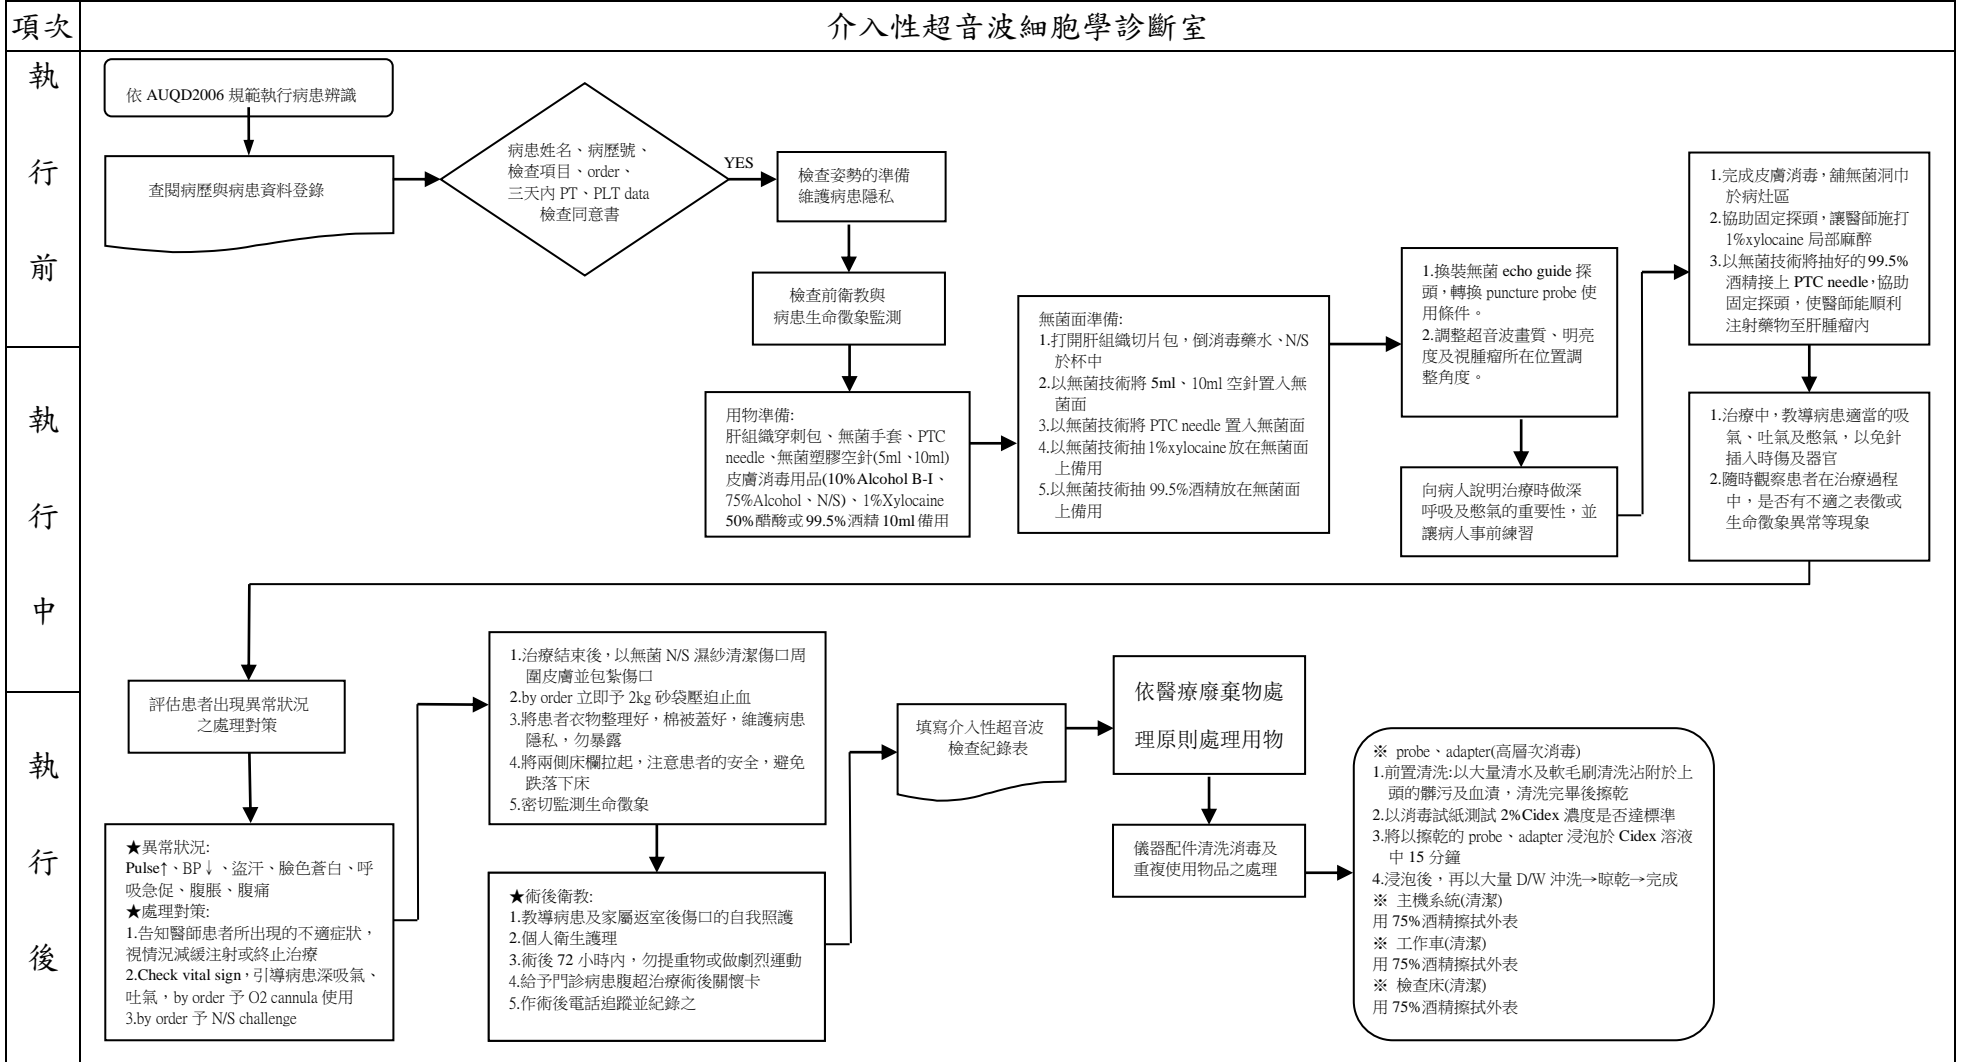 項次
介入性超音波細胞學診斷室
執
行
前
依 AUQD2006 規範執行病患辨識
查閱病歷與病患資料登錄
病患姓名、病歷號、
檢查項目、order、
三天內 PT、PLT data
檢查同意書
YES
檢查姿勢的準備
維護病患隱私
檢查前衛教與
病患生命徵象監測
用物準備:
肝組織穿刺包、無菌手套、PTC
needle、無菌塑膠空針(5ml、10ml)
皮膚消毒用品(10%Alcohol B-I、
75%Alcohol、N/S)、1%Xylocaine
50%醋酸或 99.5%酒精 10ml 備用
無菌面準備:
1.打開肝組織切片包，倒消毒藥水、N/S
於杯中
2.以無菌技術將 5ml、10ml 空針置入無
菌面
3.以無菌技術將 PTC needle 置入無菌面
4.以無菌技術抽 1%xylocaine 放在無菌面
上備用
5.以無菌技術抽 99.5%酒精放在無菌面
上備用
1.換裝無菌 echo guide 探
頭，轉換 puncture probe 使
用條件。
2.調整超音波畫質、明亮
度及視腫瘤所在位置調
整角度。
向病人說明治療時做深
呼吸及憋氣的重要性，並
讓病人事前練習
1.完成皮膚消毒，舖無菌洞巾
於病灶區
2.協助固定探頭，讓醫師施打
1%xylocaine 局部麻醉
3.以無菌技術將抽好的 99.5%
酒精接上 PTC needle，協助
固定探頭，使醫師能順利
注射藥物至肝腫瘤內
執
行
中
1.治療中，教導病患適當的吸
氣、吐氣及憋氣，以免針
插入時傷及器官
2.隨時觀察患者在治療過程
中，是否有不適之表徵或
生命徵象異常等現象
執
行
後
評估患者出現異常狀況
之處理對策
★異常狀況:
Pulse↑、BP↓、盜汗、臉色蒼白、呼
吸急促、腹脹、腹痛
★處理對策:
1.告知醫師患者所出現的不適症狀，
視情況減緩注射或終止治療
2.Check vital sign，引導病患深吸氣、
吐氣，by order 予 O2 cannula 使用
3.by order 予 N/S challenge
1.治療結束後，以無菌 N/S 濕紗清潔傷口周
圍皮膚並包紮傷口
2.by order 立即予 2kg 砂袋壓迫止血
3.將患者衣物整理好，棉被蓋好，維護病患
隱私，勿暴露
4.將兩側床欄拉起，注意患者的安全，避免
跌落下床
5.密切監測生命徵象
★術後衛教:
1.教導病患及家屬返室後傷口的自我照護
2.個人衛生護理
3.術後 72 小時內，勿提重物或做劇烈運動
4.給予門診病患腹超治療術後關懷卡
5.作術後電話追蹤並紀錄之
填寫介入性超音波
檢查紀錄表
依醫療廢棄物處
理原則處理用物
儀器配件清洗消毒及
重複使用物品之處理
※ probe、adapter(高層次消毒)
1.前置清洗:以大量清水及軟毛刷清洗沾附於上
頭的髒污及血漬，清洗完畢後擦乾
2.以消毒試紙測試 2%Cidex 濃度是否達標準
3.將以擦乾的 probe、adapter 浸泡於 Cidex 溶液
中 15 分鐘
4.浸泡後，再以大量 D/W 沖洗→晾乾→完成
※ 主機系統(清潔)
用 75%酒精擦拭外表
※ 工作車(清潔)
用 75%酒精擦拭外表
※ 檢查床(清潔)
用 75%酒精擦拭外表